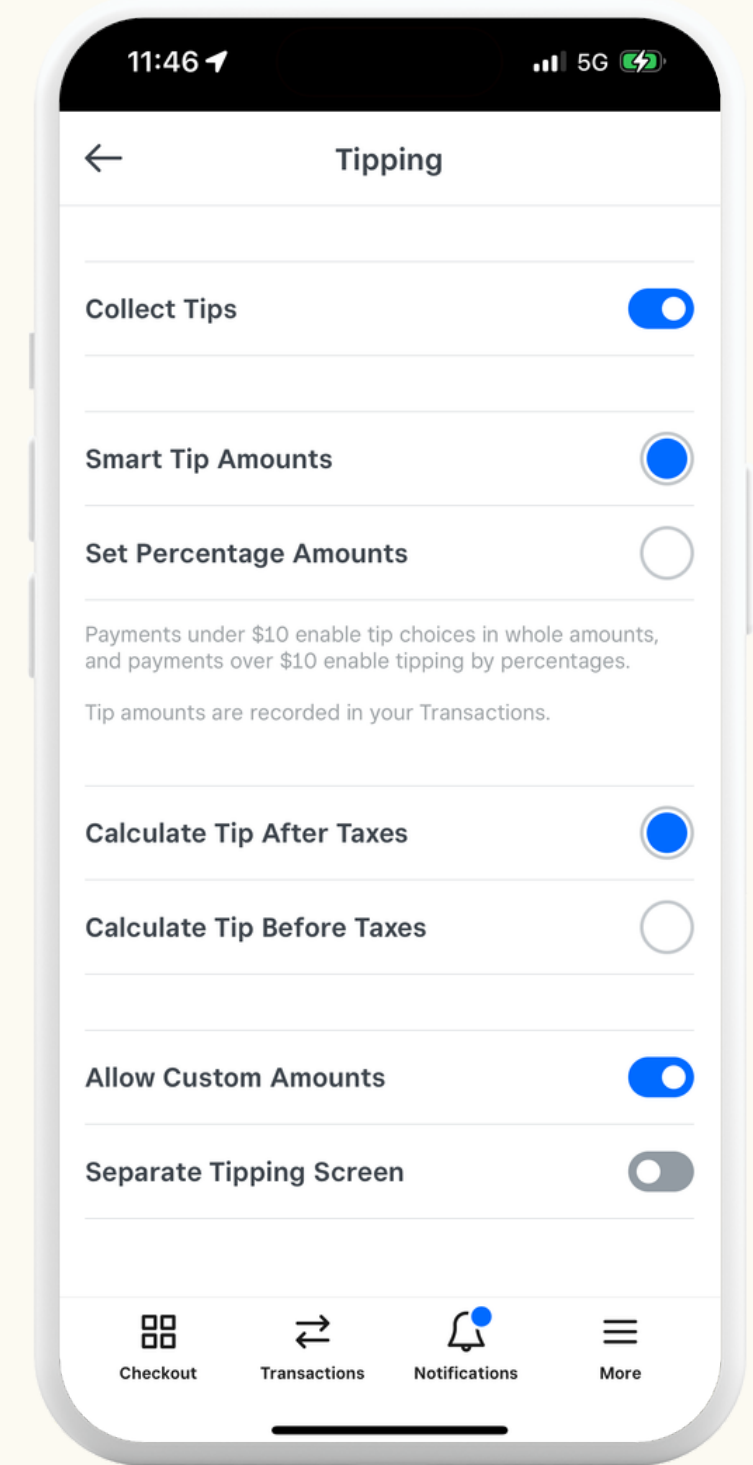 11:46 5G
Tipping
Collect Tips
Smart Tip Amounts
Set Percentage Amounts
Payments under $10 enable tip choices in whole amounts,
and payments over $10 enable tipping by percentages.
Tip amounts are recorded in your Transactions.
Calculate Tip After Taxes
Calculate Tip Before Taxes
Allow Custom Amounts
Separate Tipping Screen
Checkout Transactions Notifications More